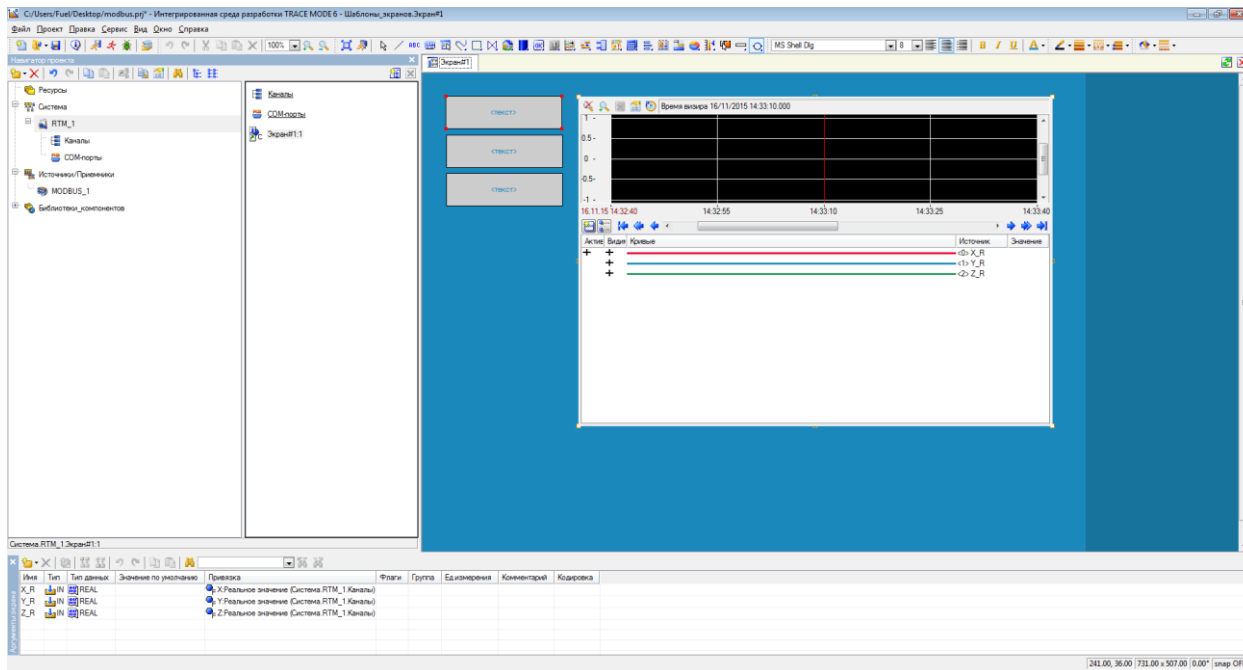 C:/Users/Fuel/Desktop/modbus.prj* - Интегрированная среда разработки TRACE MODE 6 - Шаблоны_экранов.Экран#1
Файл Проект Правка Сервис Вид Окно Справка
100% MS Shell Dlg 8 B I U A
Навигатор проекта
Экран#1
Ресурсы
Система
RTM_1
Каналы
COM-порты
Источники/Приемники
MODBUS_1
Библиотеки_компонентов
Каналы
COM-порты
Экран#1:1
<текст>
<текст>
<текст>
Время визира 16/11/2015 14:33:10.000
1
0.5
0
-0.5
-1
16.11.15 14:32:40 14:32:55 14:33:10 14:33:25 14:33:40
Актив Видим Кривые Источник Значение
<0> X_R
<1> Y_R
<2> Z_R
Система.RTM_1.Экран#1:1
Аргументы экрана
Имя Тип Тип данных Значение по умолчанию Привязка Флаги Группа Ед.измерения Комментарий Кодировка
X_R IN REAL X:Реальное значение (Система.RTM_1.Каналы)
Y_R IN REAL Y:Реальное значение (Система.RTM_1.Каналы)
Z_R IN REAL Z:Реальное значение (Система.RTM_1.Каналы)
241.00, 36.00 731.00 x 507.00 0.00° snap Off